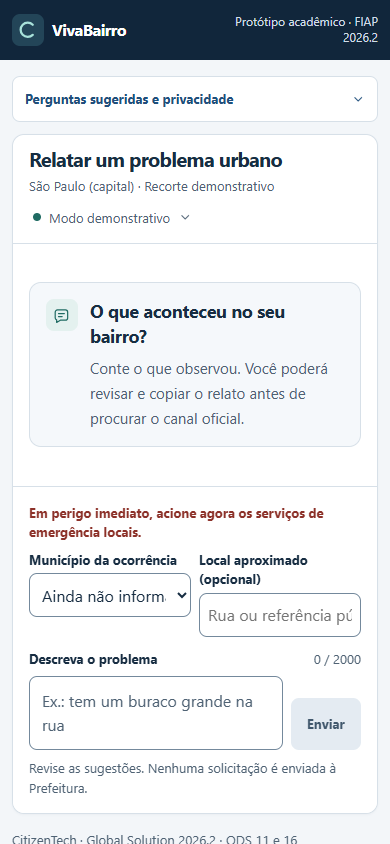 VivaBairro
Protótipo acadêmico · FIAP
2026.2
Perguntas sugeridas e privacidade
Relatar um problema urbano
São Paulo (capital) · Recorte demonstrativo
Modo demonstrativo
O que aconteceu no seu
bairro?
Conte o que observou. Você poderá
revisar e copiar o relato antes de
procurar o canal oficial.
Em perigo imediato, acione agora os serviços de
emergência locais.
Município da ocorrência
Ainda não inform
Local aproximado
(opcional)
Rua ou referência pú
Descreva o problema
0 / 2000
Ex.: tem um buraco grande na
rua
Enviar
Revise as sugestões. Nenhuma solicitação é enviada à
Prefeitura.
CitizenTech · Global Solution 2026.2 · ODS 11 e 16